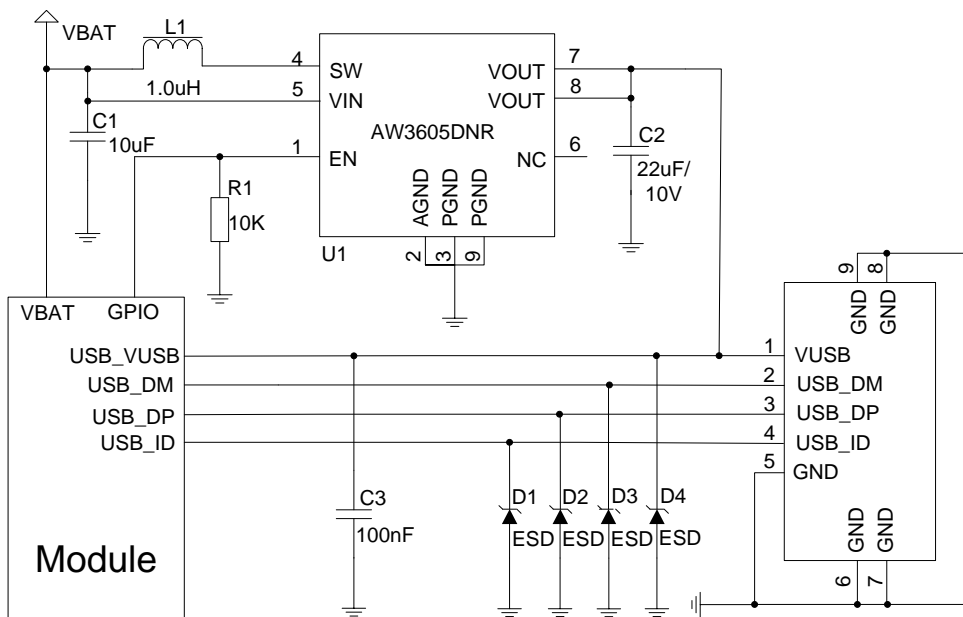 VBAT
L1
1.0uH
C1
10uF
R1
10K
4
5
1
SW
VIN
EN
AW3605DNR
VOUT
VOUT
NC
7
8
6
AGND
PGND
PGND
2
3
9
U1
C2
22uF/
10V
VBAT
GPIO
USB_VUSB
USB_DM
USB_DP
USB_ID
Module
C3
100nF
D1
ESD
D2
ESD
D3
ESD
D4
ESD
9
8
GND
GND
1
2
3
4
5
VUSB
USB_DM
USB_DP
USB_ID
GND
GND
GND
6
7